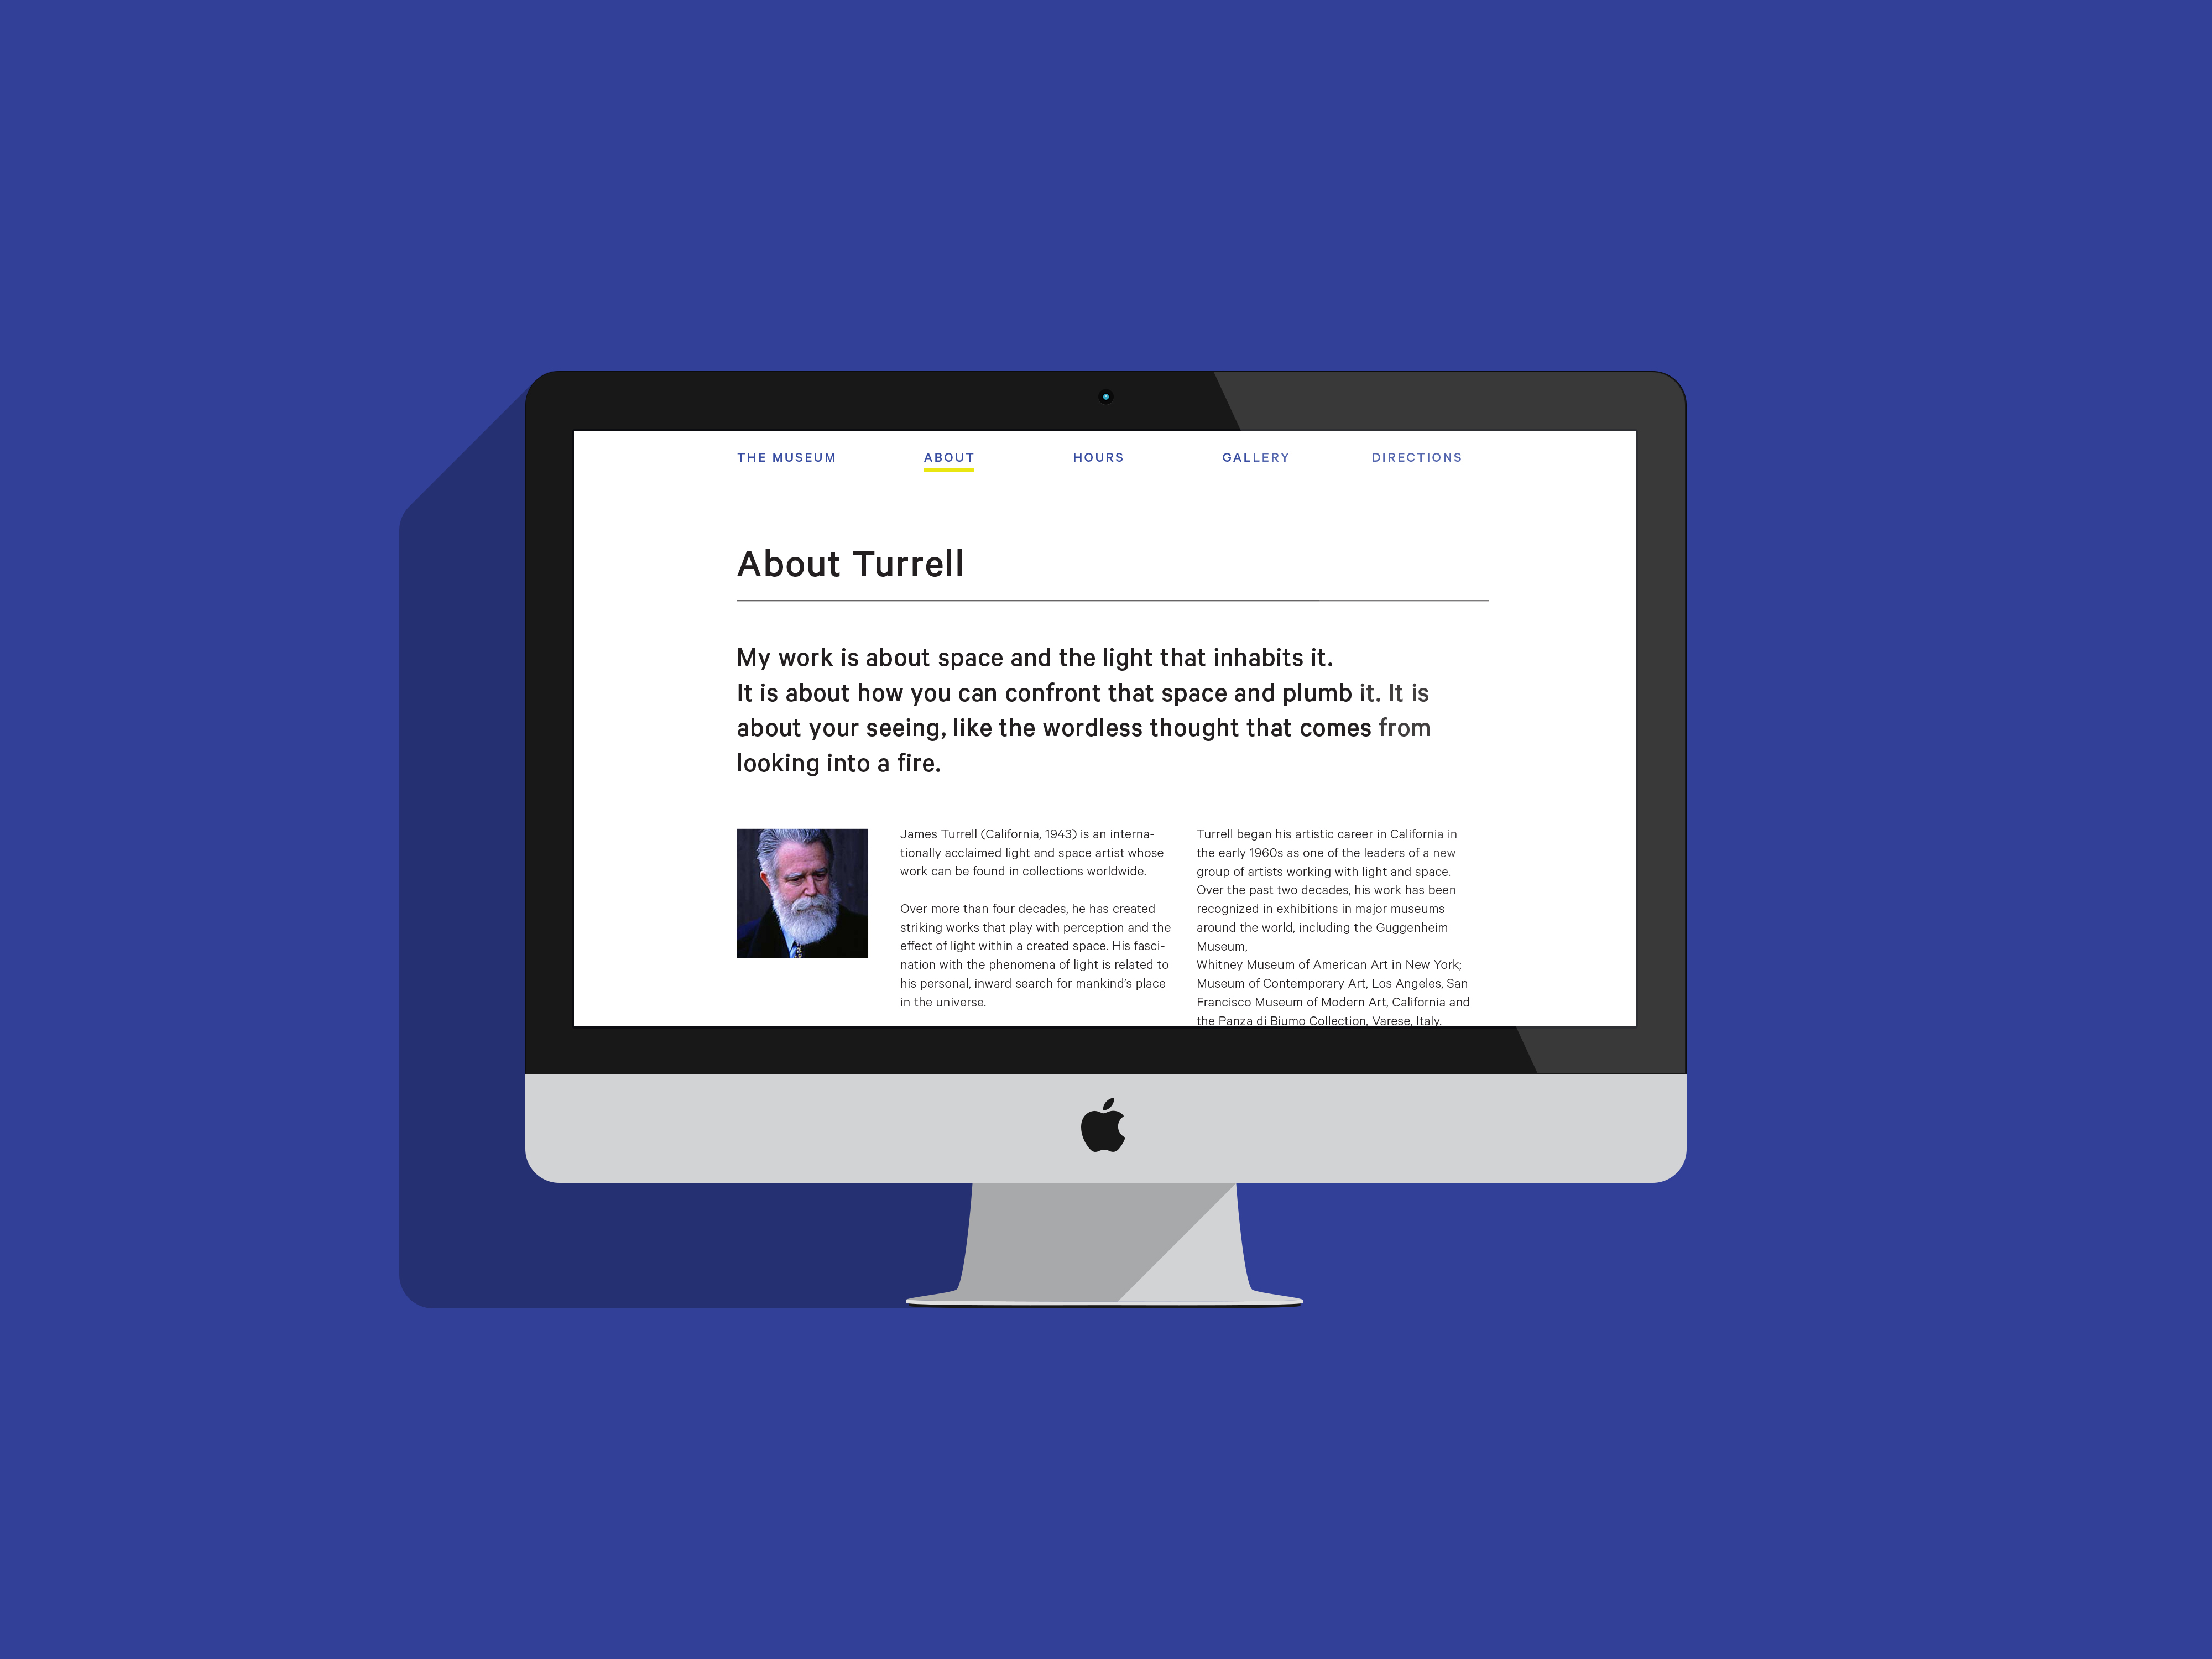 THE MUSEUM ABOUT HOURS GALLERY DIRECTIONS
About Turrell
My work is about space and the light that inhabits it.
It is about how you can confront that space and plumb it. It is
about your seeing, like the wordless thought that comes from
looking into a fire.
James Turrell (California, 1943) is an interna-
tionally acclaimed light and space artist whose
work can be found in collections worldwide.
Over more than four decades, he has created
striking works that play with perception and the
effect of light within a created space. His fasci-
nation with the phenomena of light is related to
his personal, inward search for mankind's place
in the universe.
Turrell began his artistic career in California in
the early 1960s as one of the leaders of a new
group of artists working with light and space.
Over the past two decades, his work has been
recognized in exhibitions in major museums
around the world, including the Guggenheim
Museum,
Whitney Museum of American Art in New York;
Museum of Contemporary Art, Los Angeles, San
Francisco Museum of Modern Art, California and
the Panza di Biumo Collection, Varese, Italy.